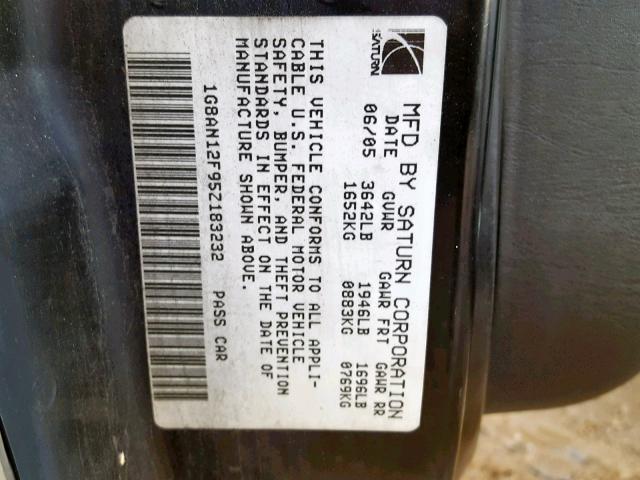 SATURN
MFD BY SATURN CORPORATION
DATE GVWR GAWR FRT GAWR RR
06/05 3642LB 1946LB 1696LB
1652KG 0883KG 0769KG
THIS VEHICLE CONFORMS TO ALL APPLI-
CABLE U.S. FEDERAL MOTOR VEHICLE
SAFETY, BUMPER, AND THEFT PREVENTION
STANDARDS IN EFFECT ON THE DATE OF
MANUFACTURE SHOWN ABOVE.
1G8AN12F95Z183232 PASS CAR